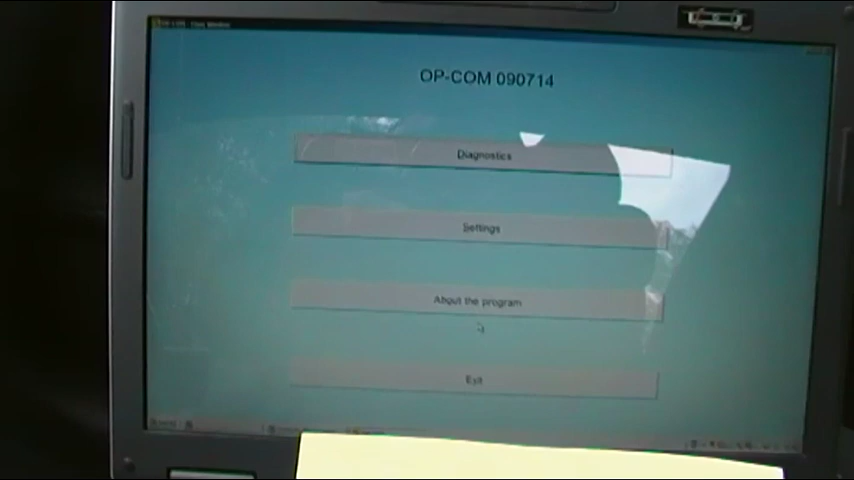 OP-COM 090714
Diagnostics
Settings
About the program
Exit